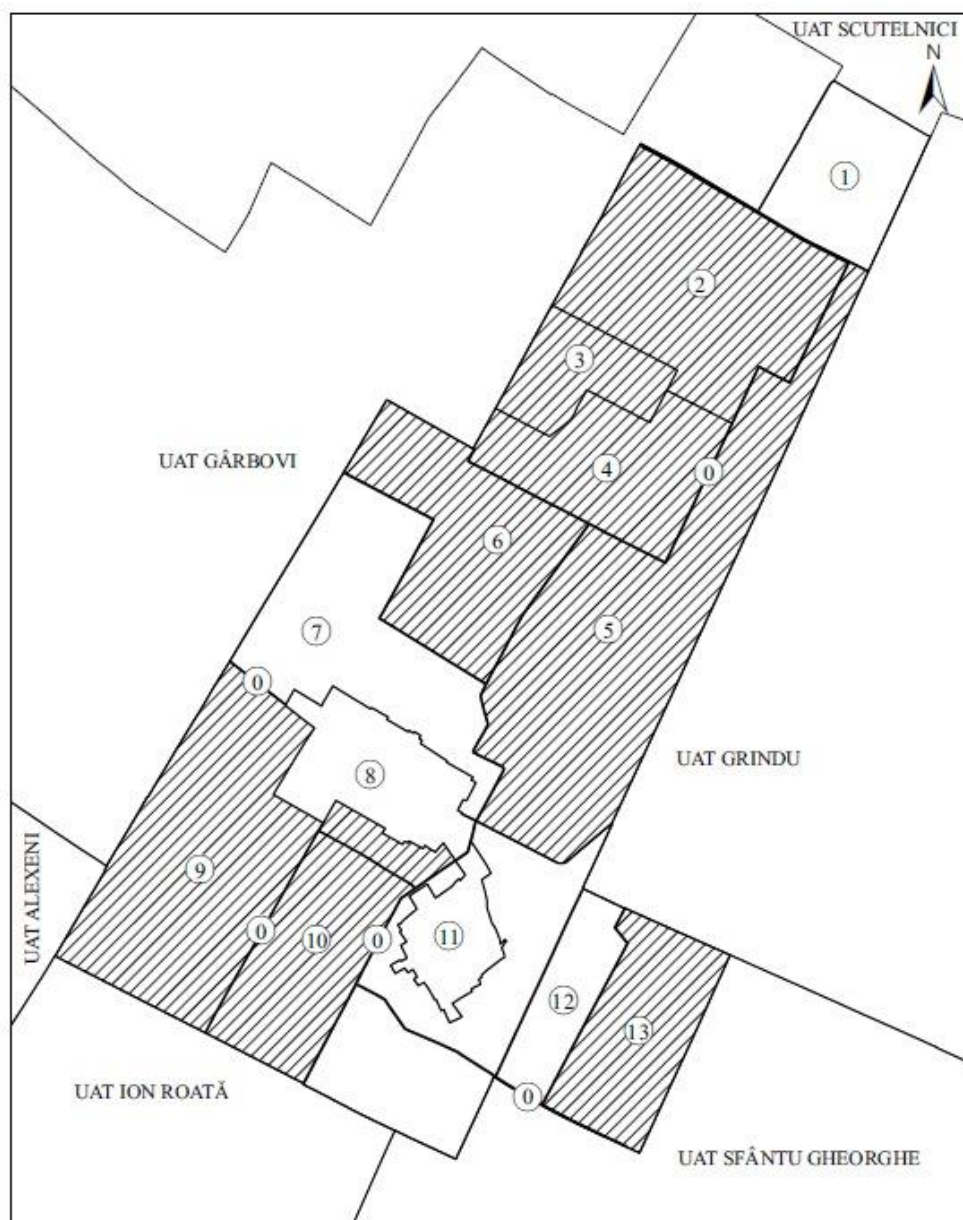 UAT SCUTELNICI
N
1
2
3
4
0
UAT GÂRBOVI
6
5
7
0
UAT GRINDU
8
UAT ALEXENI
9
0
10
0
11
12
13
UAT ION ROATĂ
0
UAT SFÂNTU GHEORGHE